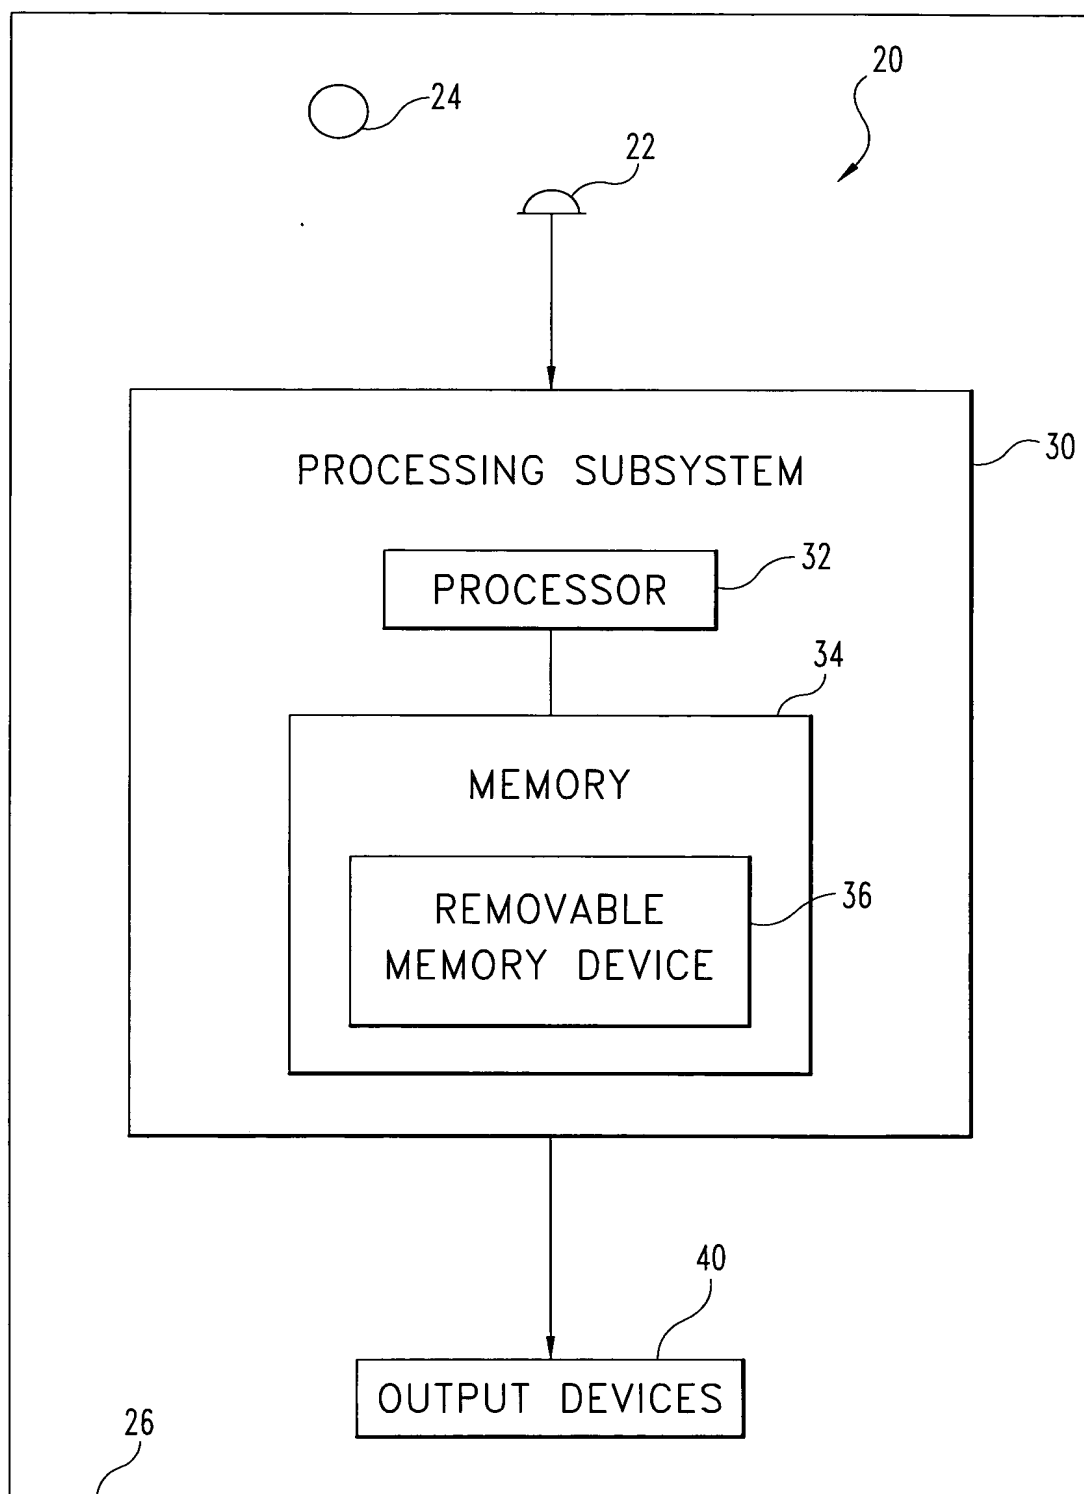 20
24
22
30
PROCESSING SUBSYSTEM
32
PROCESSOR
34
MEMORY
36
REMOVABLE
MEMORY DEVICE
40
OUTPUT DEVICES
26